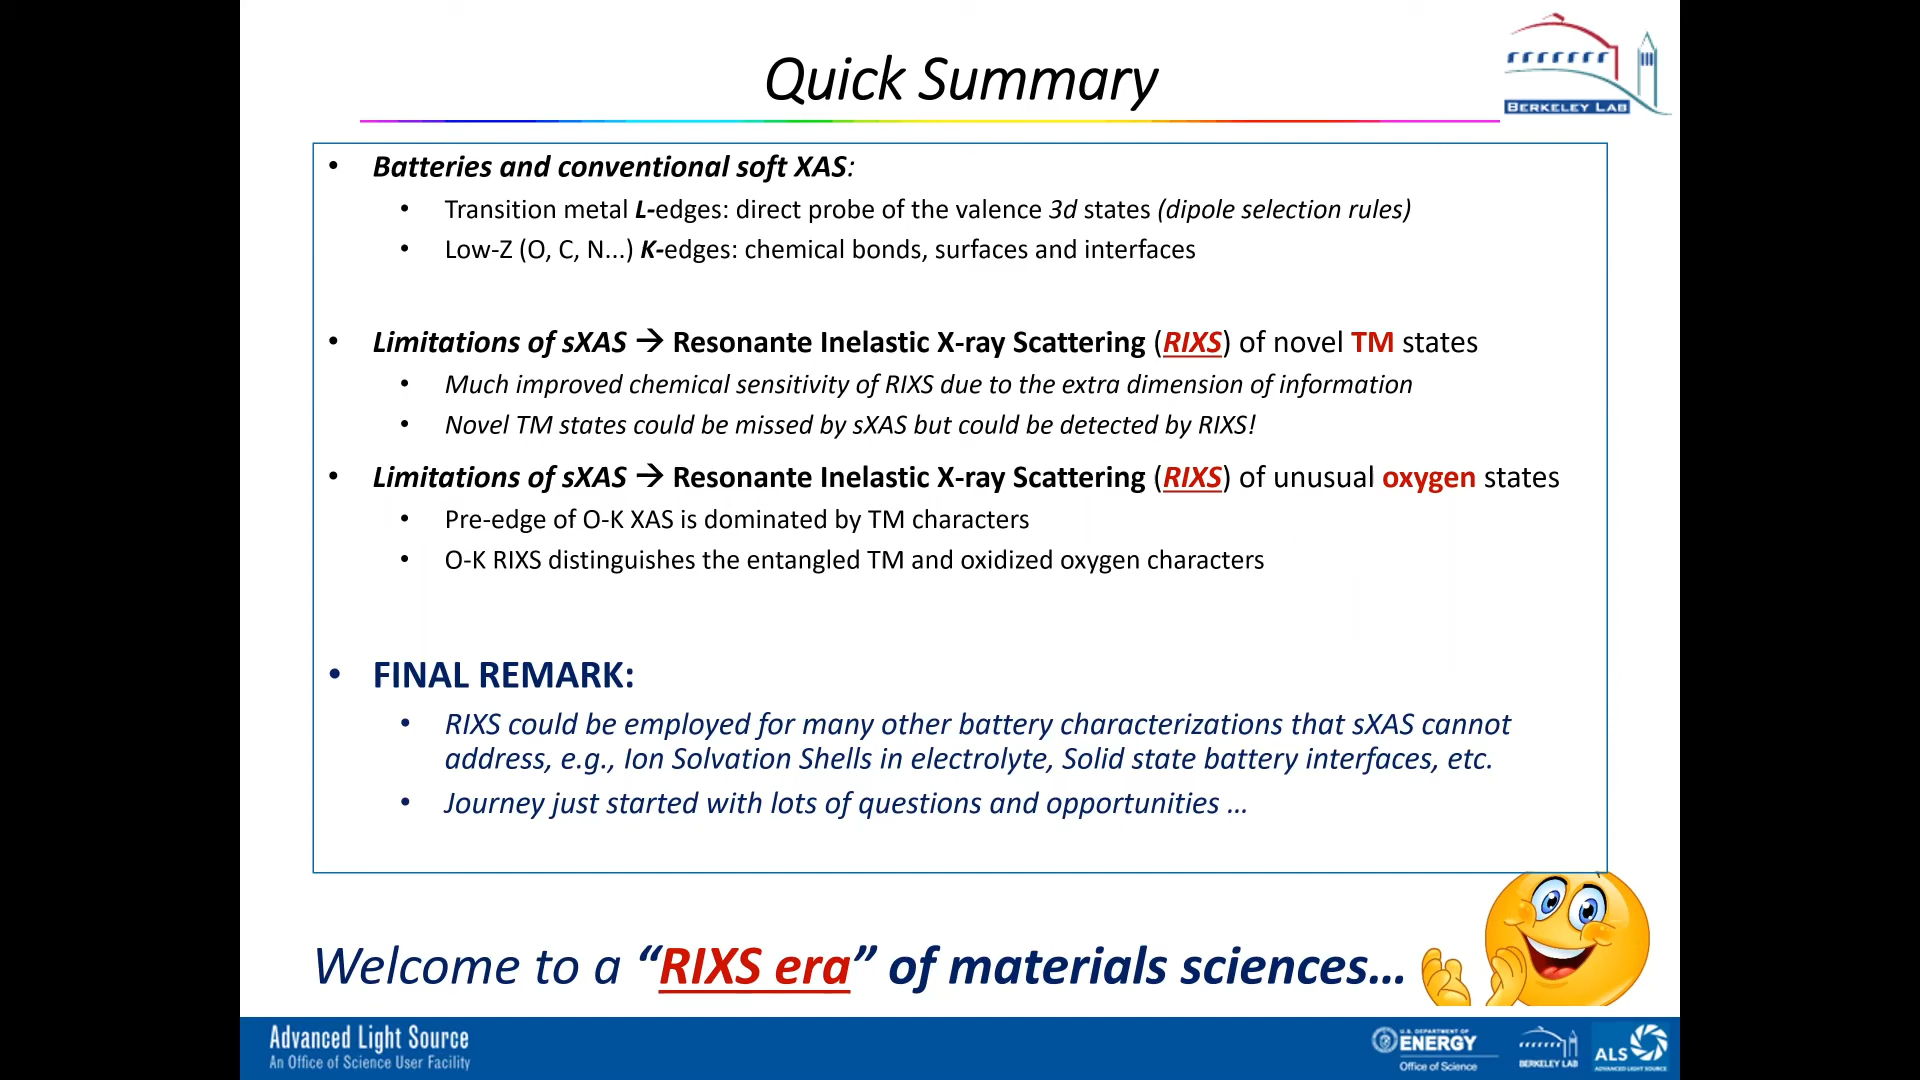 Quick Summary
BERKELEY LAB
• Batteries and conventional soft XAS:
• Transition metal L-edges: direct probe of the valence 3d states (dipole selection rules)
• Low-Z (O, C, N...) K-edges: chemical bonds, surfaces and interfaces
• Limitations of sXAS → Resonante Inelastic X-ray Scattering (RIXS) of novel TM states
• Much improved chemical sensitivity of RIXS due to the extra dimension of information
• Novel TM states could be missed by sXAS but could be detected by RIXS!
• Limitations of sXAS → Resonante Inelastic X-ray Scattering (RIXS) of unusual oxygen states
• Pre-edge of O-K XAS is dominated by TM characters
• O-K RIXS distinguishes the entangled TM and oxidized oxygen characters
• FINAL REMARK:
• RIXS could be employed for many other battery characterizations that sXAS cannot
address, e.g., Ion Solvation Shells in electrolyte, Solid state battery interfaces, etc.
• Journey just started with lots of questions and opportunities …
Welcome to a “RIXS era” of materials sciences…
Advanced Light Source
An Office of Science User Facility
U.S. DEPARTMENT OF
ENERGY
Office of Science
BERKELEY LAB
ALS
ADVANCED LIGHT SOURCE